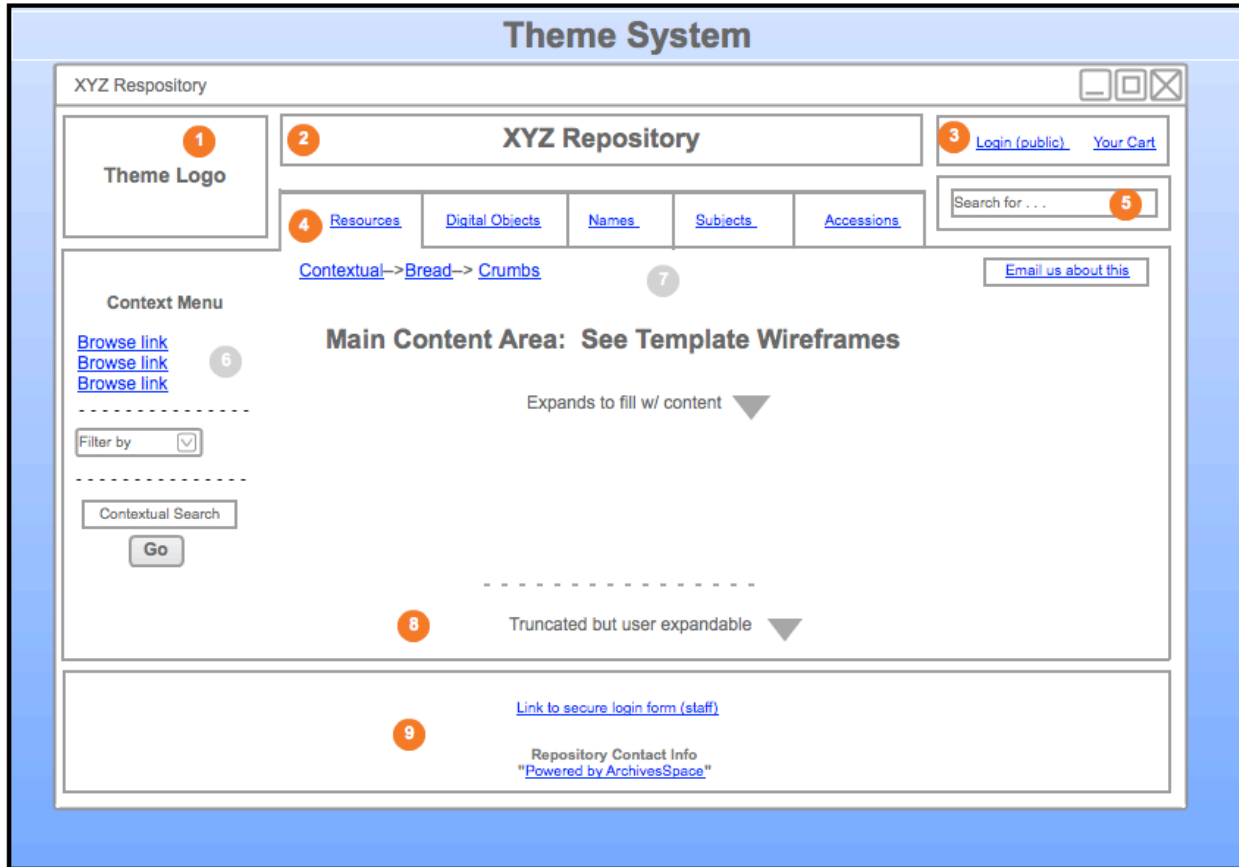 Theme System
XYZ Respository
1
Theme Logo
2
XYZ Repository
3
Login (public)
Your Cart
Search for . . .
5
4
Resources
Digital Objects
Names
Subjects
Accessions
Contextual-->Bread--> Crumbs
7
Email us about this
Context Menu
Browse link
Browse link
Browse link
6
Filter by
Contextual Search
Go
Main Content Area:  See Template Wireframes
Expands to fill w/ content
8
Truncated but user expandable
9
Link to secure login form (staff)
Repository Contact Info
"Powered by ArchivesSpace"